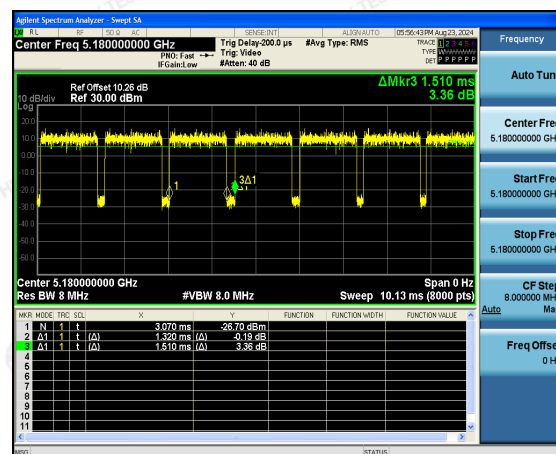 Agilent Spectrum Analyzer - Swept SA
RL RF 50 Ω AC SENSE:INT ALIGN AUTO 05:56:43 PM Aug 23, 2024
Center Freq 5.180000000 GHz
PNO: Fast
IFGain:Low
Trig Delay-200.0 µs
Trig: Video
#Atten: 40 dB
#Avg Type: RMS
TRACE 1 2 3 4 5 6
TYPE
DET P P P P P P
Frequency
Auto Tun
Center Fre
5.180000000 GH
Start Fre
5.180000000 GH
Stop Fre
5.180000000 GH
CF Step
8.000000 MH
Auto Ma
Freq Offse
0 H
ΔMkr3 1.510 ms
3.36 dB
Ref Offset 10.26 dB
10 dB/div Ref 30.00 dBm
Log
20.0
10.0
0.00
-10.0
-20.0
-30.0
-40.0
-50.0
-60.0
1
3Δ1
Center 5.180000000 GHz Span 0 Hz
Res BW 8 MHz #VBW 8.0 MHz Sweep 10.13 ms (8000 pts)
MKR MODE TRC SCL X Y FUNCTION FUNCTION WIDTH FUNCTION VALUE
1 N 1 t 3.070 ms -26.70 dBm
2 Δ1 1 t (Δ) 1.320 ms (Δ) -0.19 dB
3 Δ1 1 t (Δ) 1.510 ms (Δ) 3.36 dB
4
5
6
7
8
9
10
11
MSG STATUS